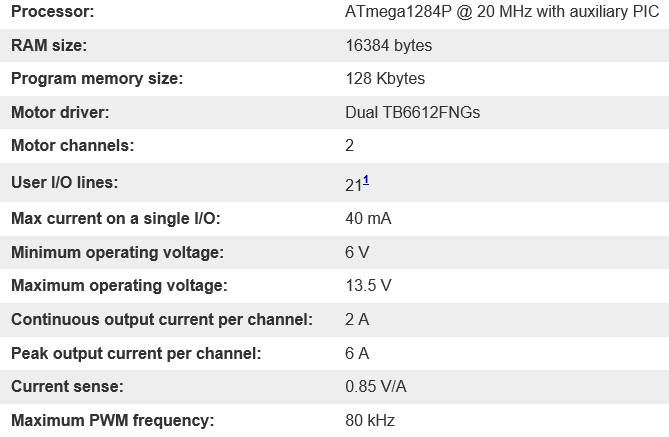 Processor: ATmega1284P @ 20 MHz with auxiliary PIC
RAM size: 16384 bytes
Program memory size: 128 Kbytes
Motor driver: Dual TB6612FNGs
Motor channels: 2
User I/O lines: 21¹
Max current on a single I/O: 40 mA
Minimum operating voltage: 6 V
Maximum operating voltage: 13.5 V
Continuous output current per channel: 2 A
Peak output current per channel: 6 A
Current sense: 0.85 V/A
Maximum PWM frequency: 80 kHz